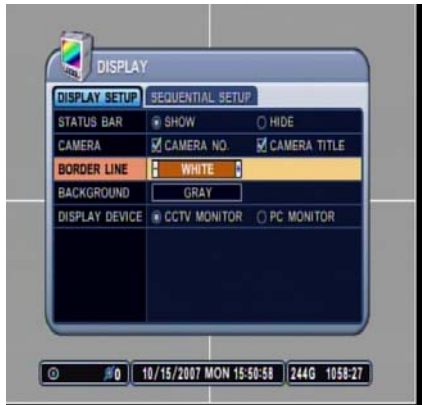 DISPLAY
DISPLAY SETUP SEQUENTIAL SETUP
STATUS BAR SHOW HIDE
CAMERA CAMERA NO. CAMERA TITLE
BORDER LINE WHITE
BACKGROUND GRAY
DISPLAY DEVICE CCTV MONITOR PC MONITOR
0 10/15/2007 MON 15:50:58 244G 1058:27